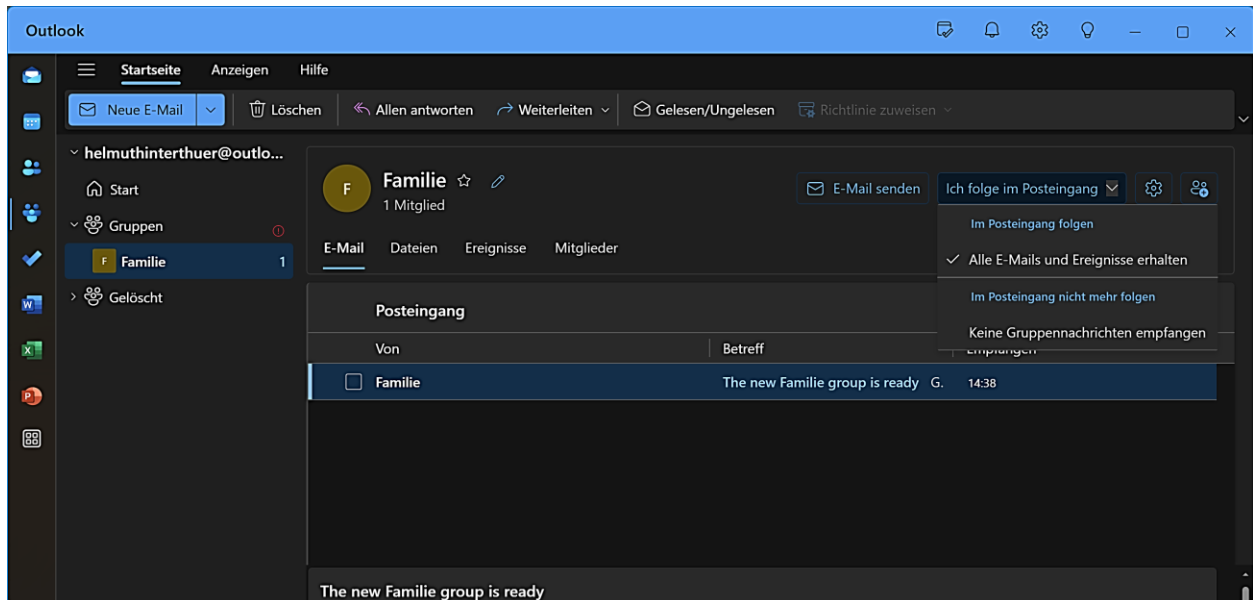 Outlook
Startseite Anzeigen Hilfe
Neue E-Mail Löschen Allen antworten Weiterleiten Gelesen/Ungelesen Richtlinie zuweisen
helmuthinterthuer@outlo...
Start
Gruppen
F Familie 1
Gelöscht
F
Familie
1 Mitglied
E-Mail senden Ich folge im Posteingang
Im Posteingang folgen
Alle E-Mails und Ereignisse erhalten
Im Posteingang nicht mehr folgen
Keine Gruppennachrichten empfangen
E-Mail Dateien Ereignisse Mitglieder
Posteingang
Von Betreff Empfangen
Familie The new Familie group is ready G. 14:38
The new Familie group is ready